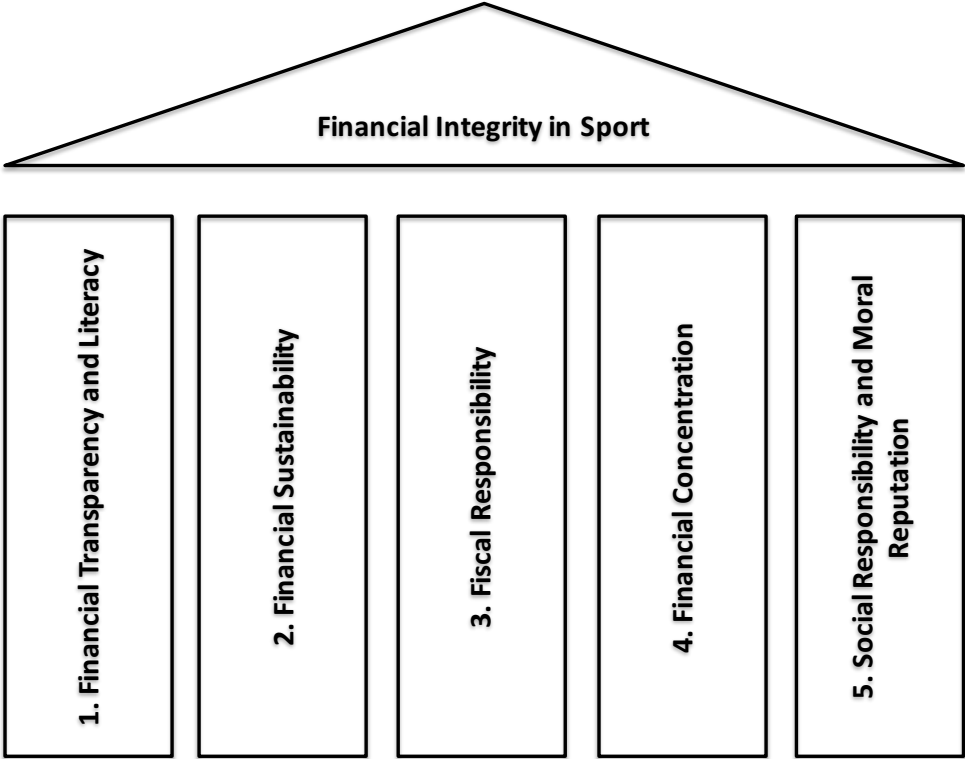 Financial Integrity in Sport
1. Financial Transparency and Literacy
2. Financial Sustainability
3. Fiscal Responsibility
4. Financial Concentration
5. Social Responsibility and Moral
Reputation